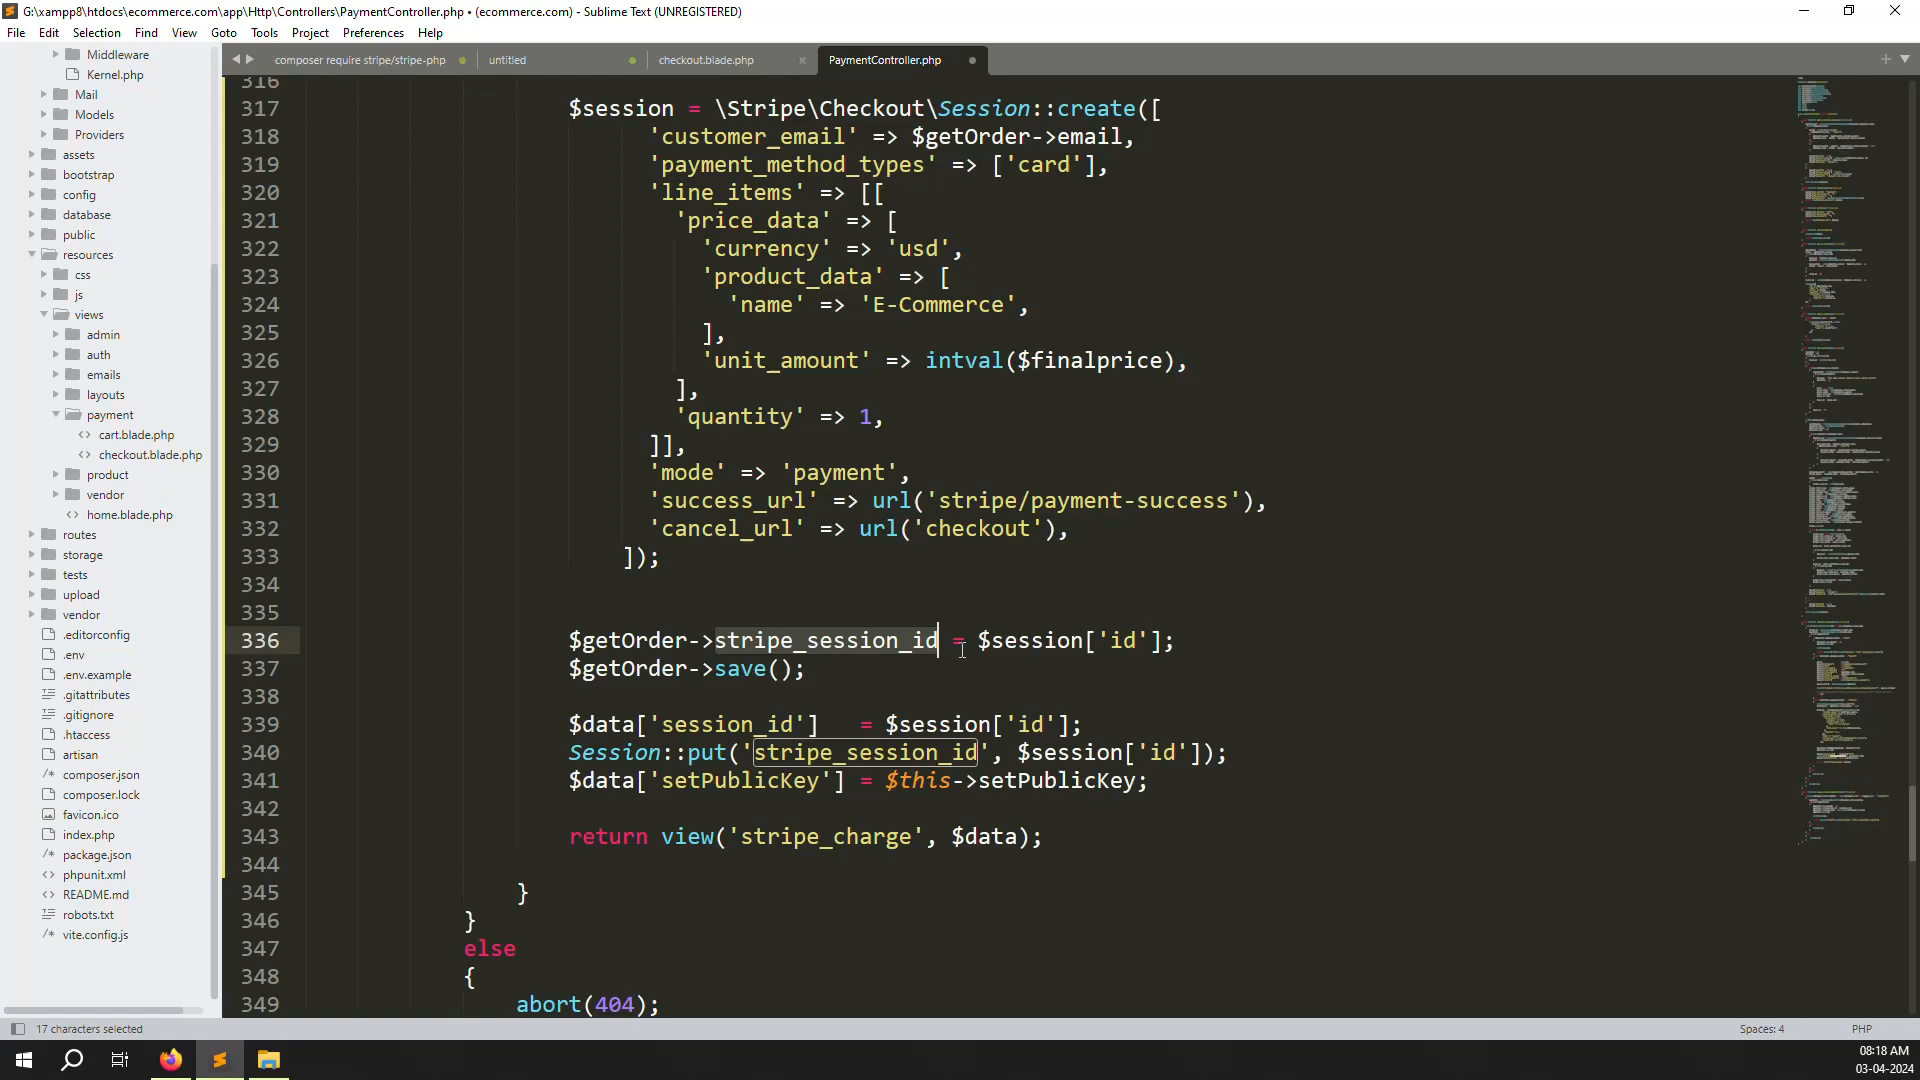 G:\xampp8\htdocs\ecommerce.com\app\Http\Controllers\PaymentController.php • (ecommerce.com) - Sublime Text (UNREGISTERED)
File Edit Selection Find View Goto Tools Project Preferences Help
composer require stripe/stripe-php
untitled
checkout.blade.php
PaymentController.php
Middleware
Kernel.php
Mail
Models
Providers
assets
bootstrap
config
database
public
resources
css
js
views
admin
auth
emails
layouts
payment
cart.blade.php
checkout.blade.php
product
vendor
home.blade.php
routes
storage
tests
upload
vendor
.editorconfig
.env
.env.example
.gitattributes
.gitignore
.htaccess
artisan
composer.json
composer.lock
favicon.ico
index.php
package.json
phpunit.xml
README.md
robots.txt
vite.config.js
316
317 $session = \Stripe\Checkout\Session::create([
318 'customer_email' => $getOrder->email,
319 'payment_method_types' => ['card'],
320 'line_items' => [[
321 'price_data' => [
322 'currency' => 'usd',
323 'product_data' => [
324 'name' => 'E-Commerce',
325 ],
326 'unit_amount' => intval($finalprice),
327 ],
328 'quantity' => 1,
329 ]],
330 'mode' => 'payment',
331 'success_url' => url('stripe/payment-success'),
332 'cancel_url' => url('checkout'),
333 ]);
334
335
336 $getOrder->stripe_session_id = $session['id'];
337 $getOrder->save();
338
339 $data['session_id'] = $session['id'];
340 Session::put('stripe_session_id', $session['id']);
341 $data['setPublicKey'] = $this->setPublicKey;
342
343 return view('stripe_charge', $data);
344
345 }
346 }
347 else
348 {
349 abort(404);
17 characters selected
Spaces: 4
PHP
08:18 AM
03-04-2024